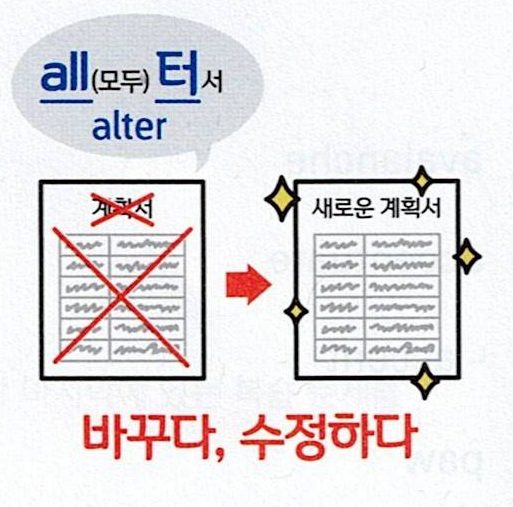 all(모두) 터서
alter
계획서
새로운 계획서
바꾸다, 수정하다